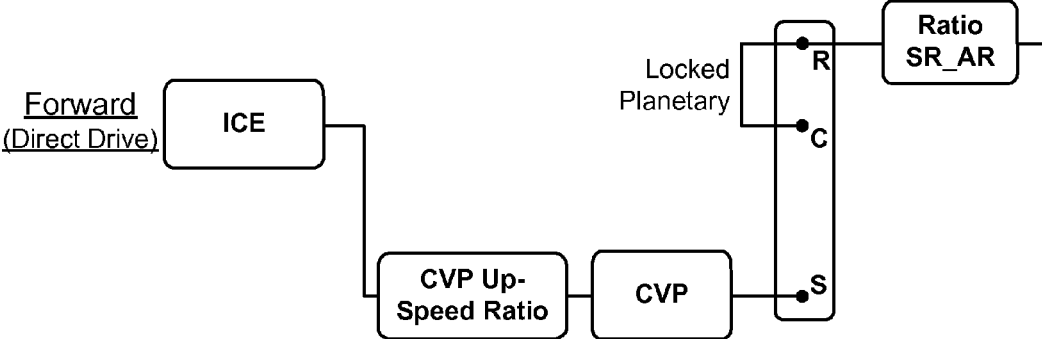 Forward
(Direct Drive)
ICE
CVP Up-
Speed Ratio
CVP
Locked
Planetary
R
C
S
Ratio
SR_AR